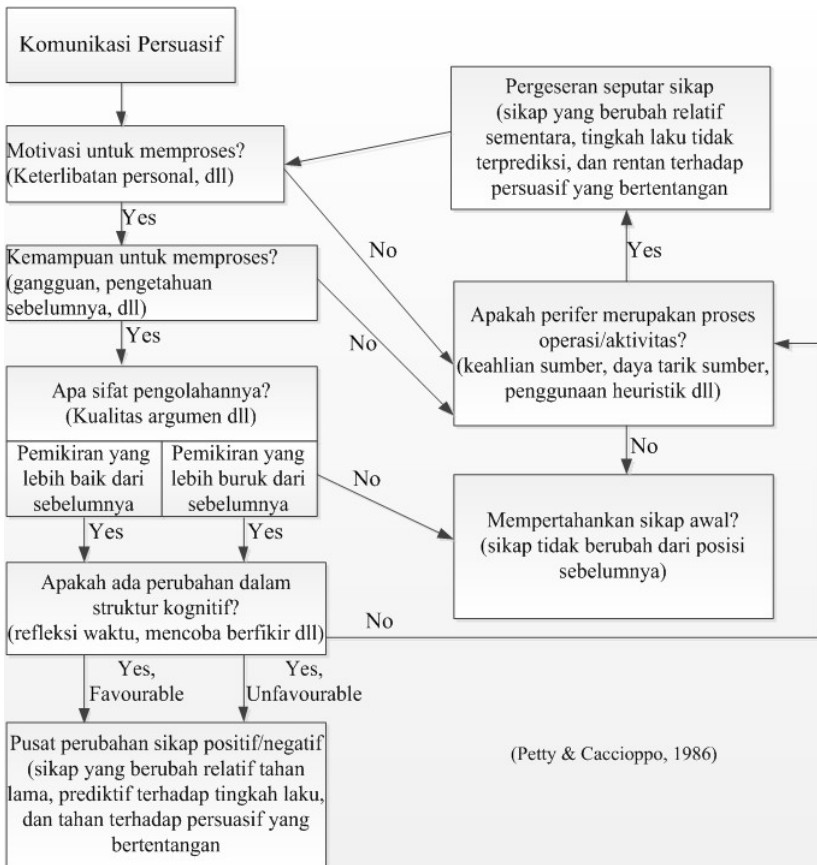 Komunikasi Persuasif
Motivasi untuk memproses?
(Keterlibatan personal, dll)
Yes
No
Kemampuan untuk memproses?
(gangguan, pengetahuan
sebelumnya, dll)
Yes
No
Apa sifat pengolahannya?
(Kualitas argumen dll)
Pemikiran yang
lebih baik dari
sebelumnya
Pemikiran yang
lebih buruk dari
sebelumnya
No
Yes
Yes
Apakah ada perubahan dalam
struktur kognitif?
(refleksi waktu, mencoba berfikir dll)
No
Yes,
Favourable
Yes,
Unfavourable
Pusat perubahan sikap positif/negatif
(sikap yang berubah relatif tahan
lama, prediktif terhadap tingkah laku,
dan tahan terhadap persuasif yang
bertentangan
Pergeseran seputar sikap
(sikap yang berubah relatif
sementara, tingkah laku tidak
terprediksi, dan rentan terhadap
persuasif yang bertentangan
Yes
Apakah perifer merupakan proses
operasi/aktivitas?
(keahlian sumber, daya tarik sumber,
penggunaan heuristik dll)
No
Mempertahankan sikap awal?
(sikap tidak berubah dari posisi
sebelumnya)
(Petty & Caccioppo, 1986)